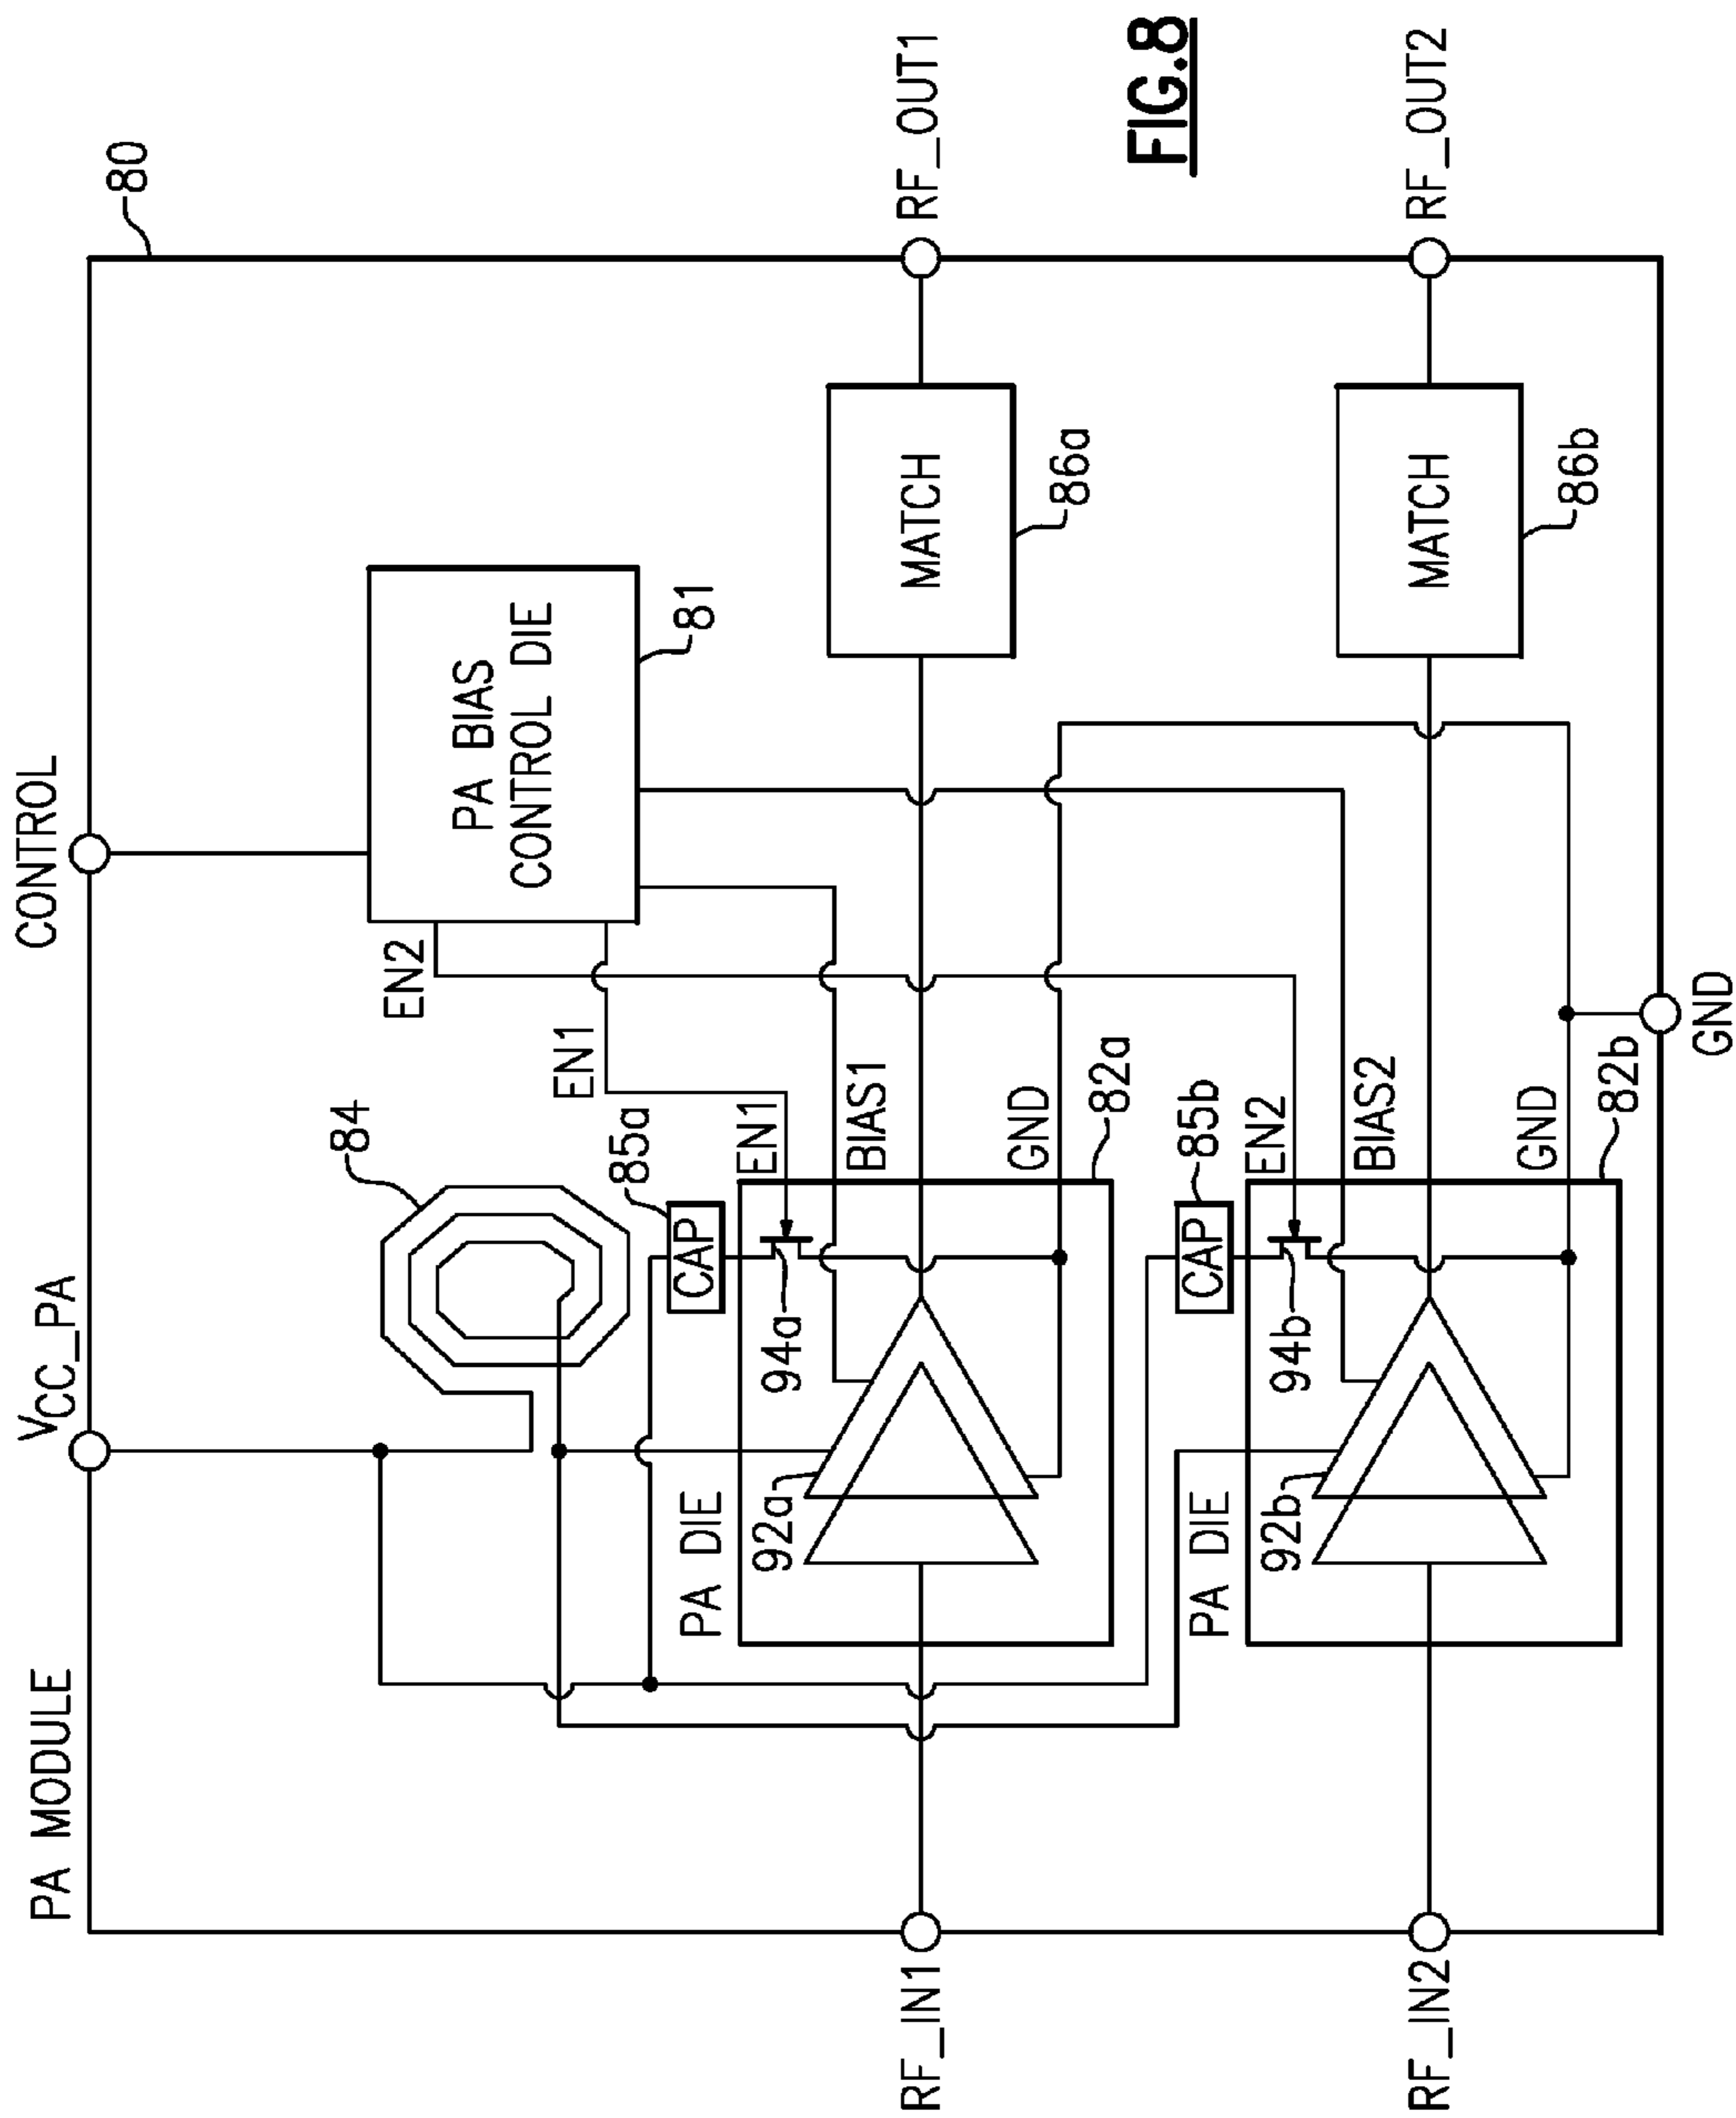 PA MODULE
VCC_PA
CONTROL
80
84
EN2
PA BIAS
CONTROL DIE
81
EN1
85a
CAP
PA DIE
EN1
94a
92a
BIAS1
RF_IN1
MATCH
RF_OUT1
GND
86a
82a
85b
CAP
PA DIE
EN2
94b
92b
BIAS2
RF_IN2
MATCH
RF_OUT2
GND
86b
82b
GND
FIG.8